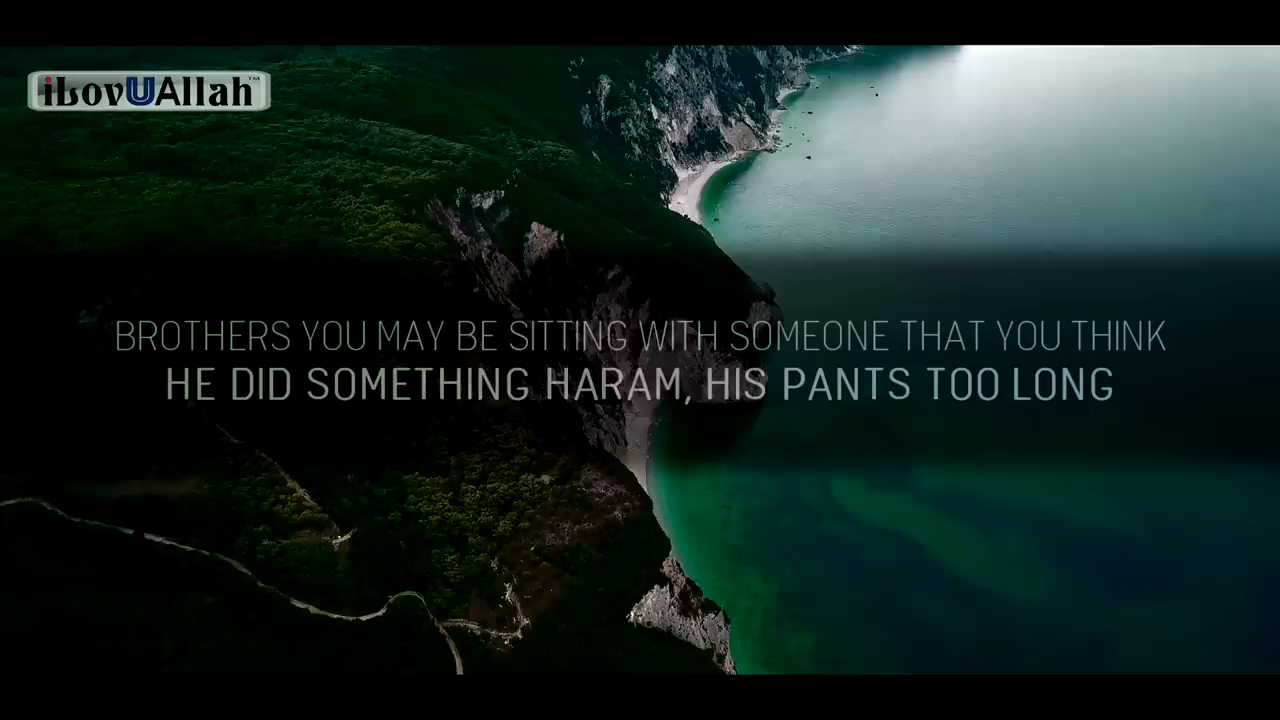 iLovUAllah™
BROTHERS YOU MAY BE SITTING WITH SOMEONE THAT YOU THINK
HE DID SOMETHING HARAM, HIS PANTS TOO LONG